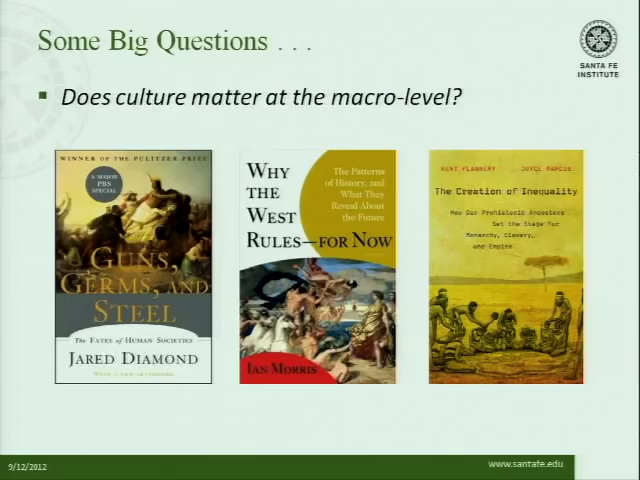 Some Big Questions . . .
SANTA FE
INSTITUTE
Does culture matter at the macro-level?
WINNER OF THE PULITZER PRIZE
A MAJOR
PBS
SPECIAL
GUNS,
GERMS, AND
STEEL
The FATES of HUMAN SOCIETIES
JARED DIAMOND
WHY
THE
WEST
RULES—FOR NOW
The Patterns
of History, and
What They
Reveal About
the Future
IAN MORRIS
KENT FLANNERY JOYCE MARCUS
The Creation of Inequality
How Our Prehistoric Ancestors
Set the Stage for
Monarchy, Slavery,
and Empire
9/12/2012
www.santafe.edu